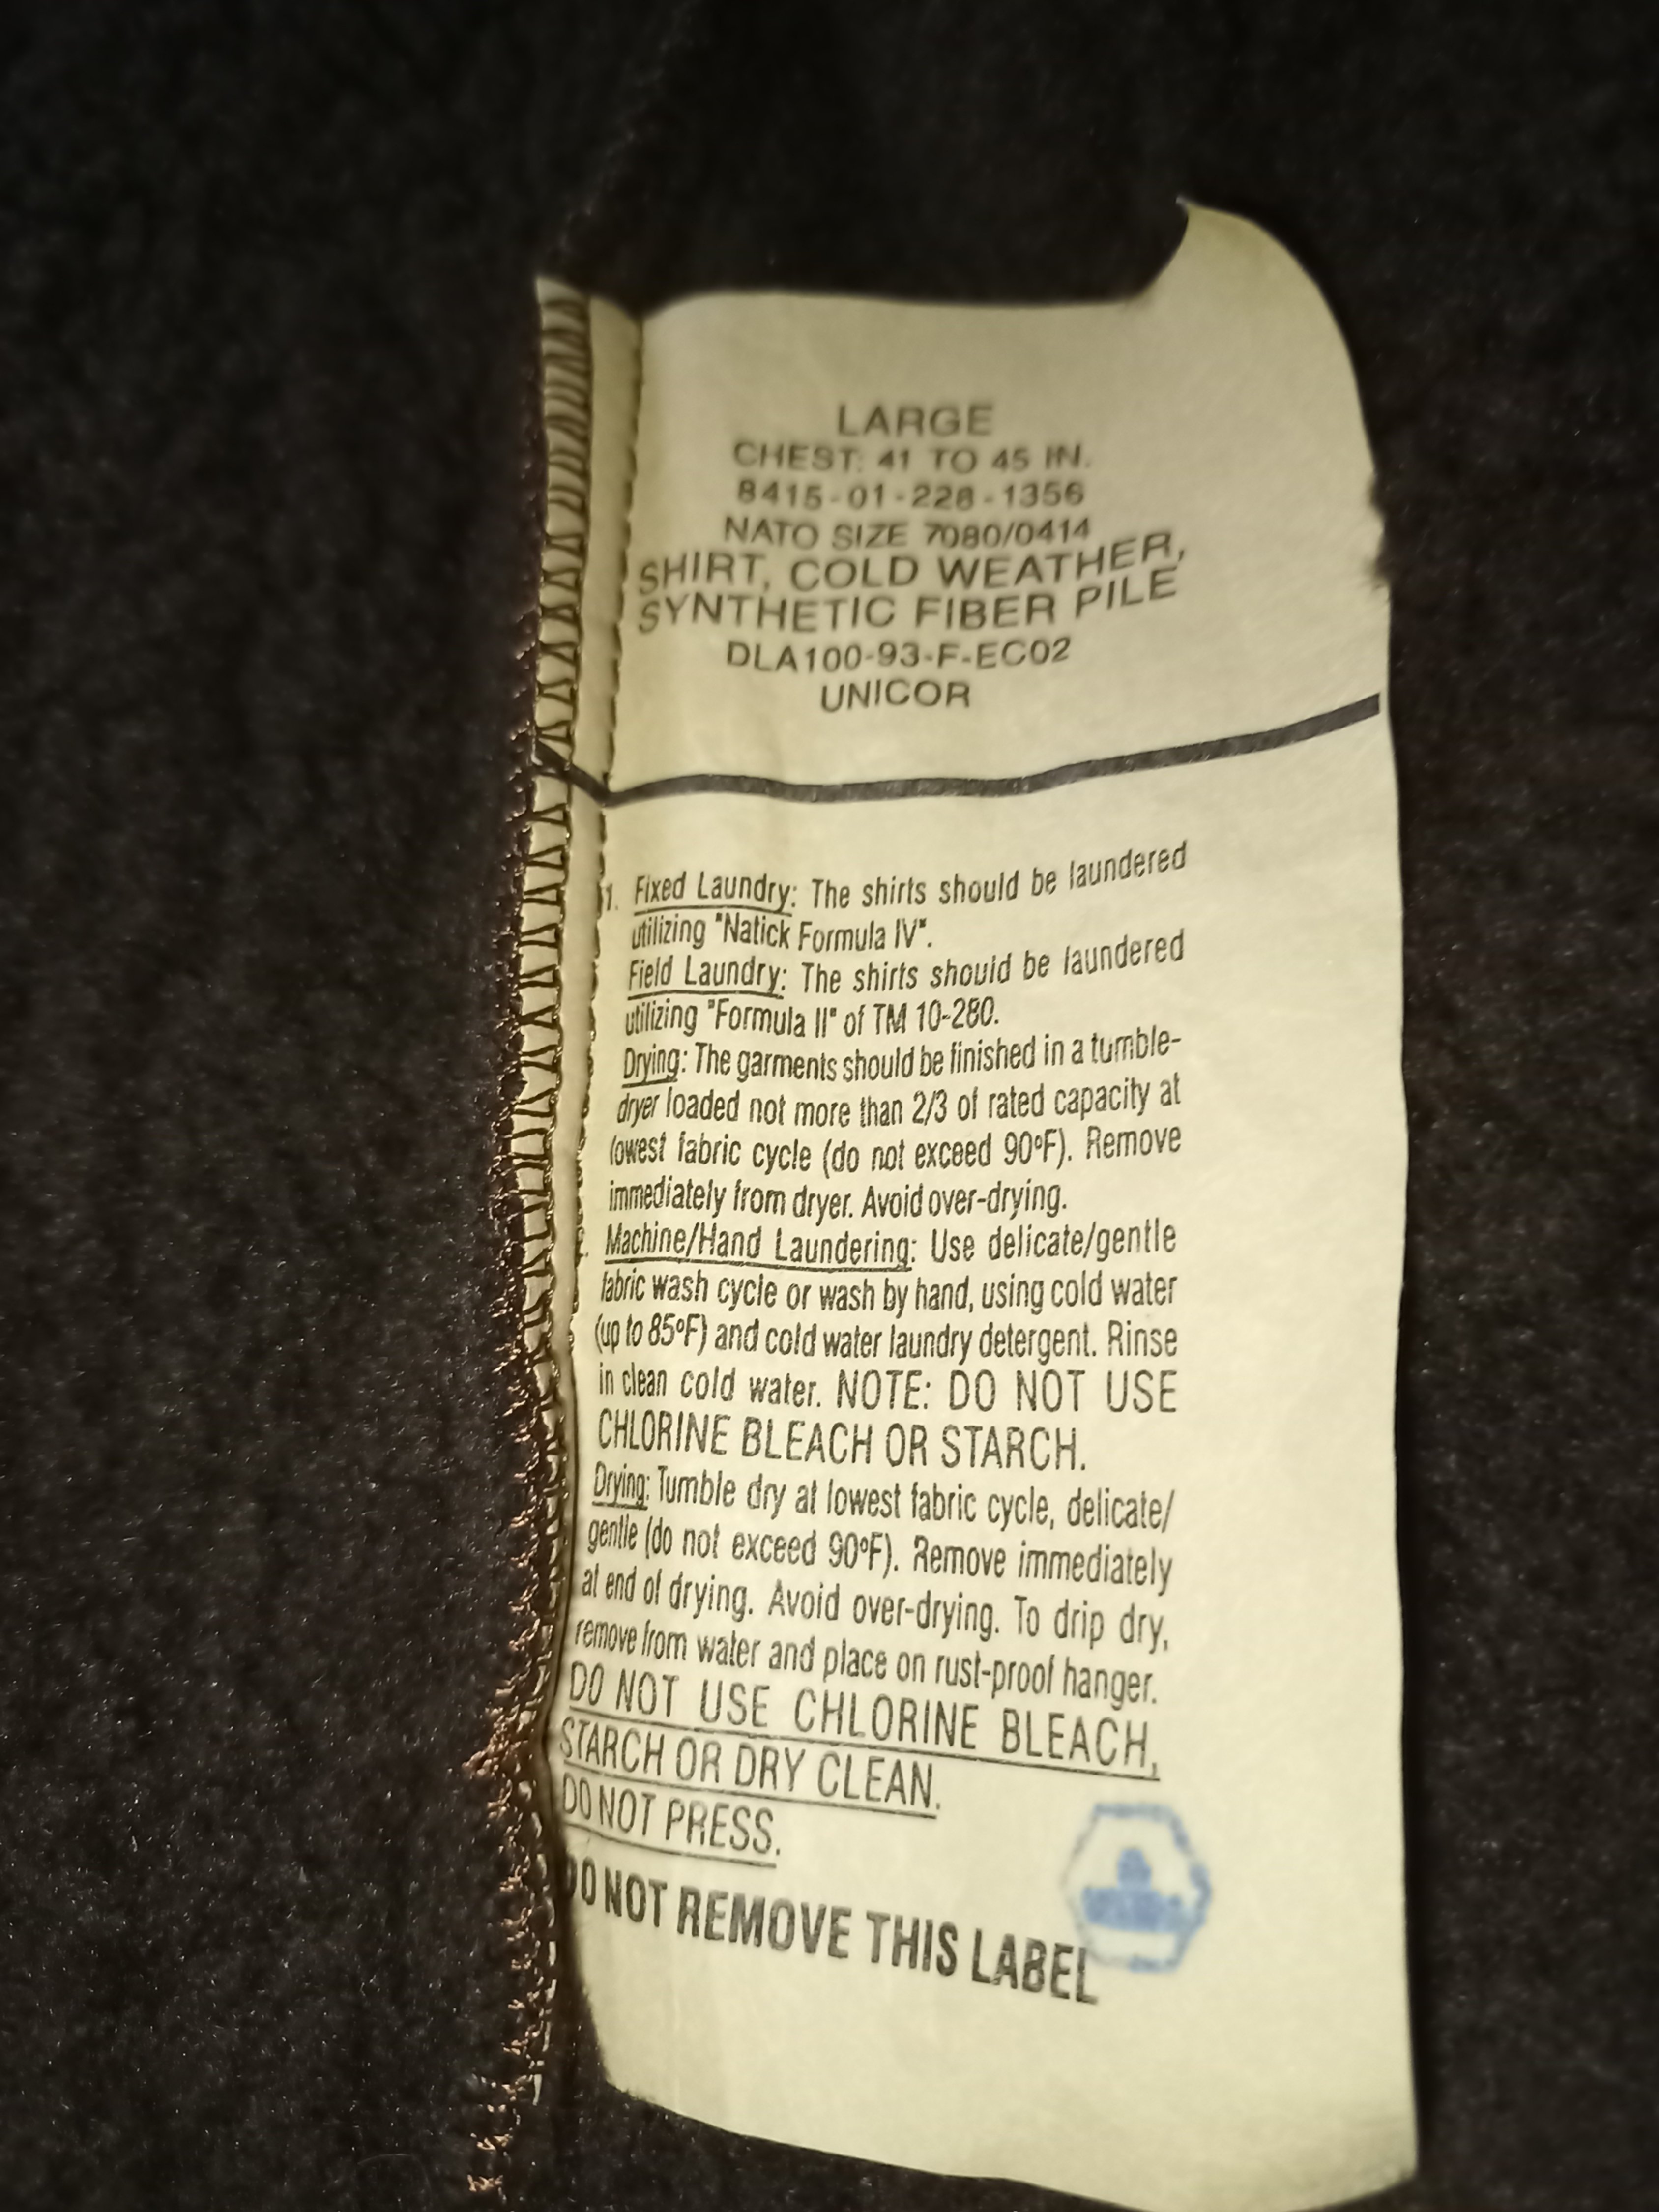 LARGE
CHEST: 41 TO 45 IN.
8415-01-228-1356
NATO SIZE 7080/0414
SHIRT, COLD WEATHER,
SYNTHETIC FIBER PILE
DLA100-93-F-EC02
UNICOR
1. Fixed Laundry: The shirts should be laundered
utilizing "Natick Formula IV".
Field Laundry: The shirts should be laundered
utilizing "Formula II" of TM 10-280.
Drying: The garments should be finished in a tumble-
dryer loaded not more than 2/3 of rated capacity at
lowest fabric cycle (do not exceed 90ºF). Remove
immediately from dryer. Avoid over-drying.
Machine/Hand Laundering: Use delicate/gentle
fabric wash cycle or wash by hand, using cold water
(up to 85ºF) and cold water laundry detergent. Rinse
in clean cold water. NOTE: DO NOT USE
CHLORINE BLEACH OR STARCH.
Drying: Tumble dry at lowest fabric cycle, delicate/
gentle (do not exceed 90ºF). Remove immediately
at end of drying. Avoid over-drying. To drip dry,
remove from water and place on rust-proof hanger.
DO NOT USE CHLORINE BLEACH,
STARCH OR DRY CLEAN.
DO NOT PRESS.
DO NOT REMOVE THIS LABEL